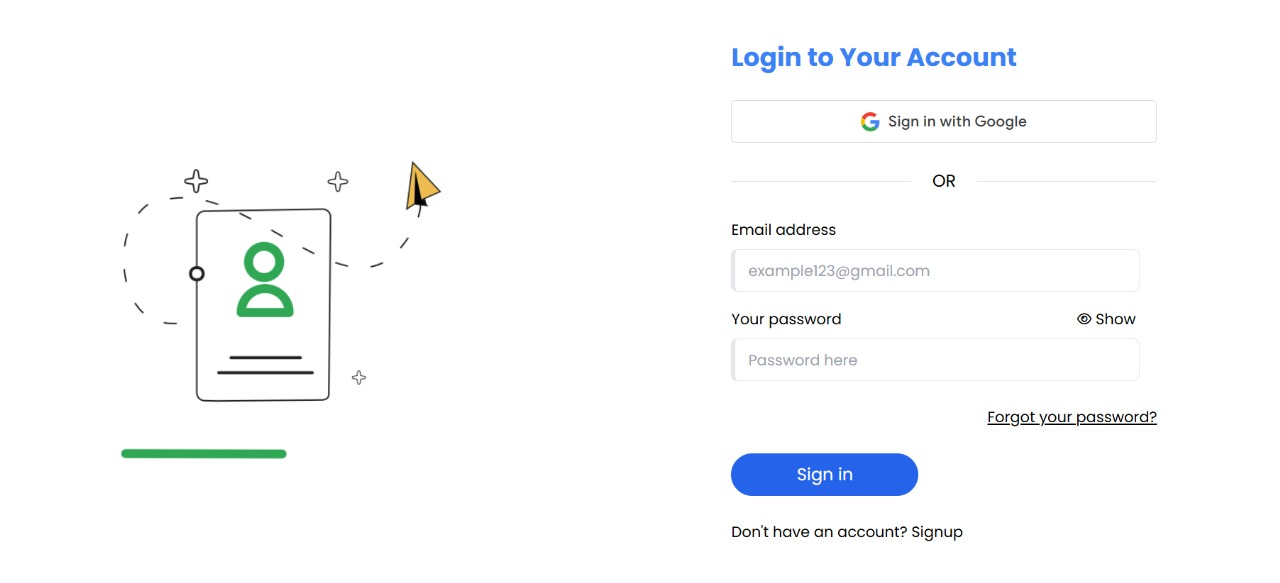 Login to Your Account
Sign in with Google
OR
Email address
example123@gmail.com
Your password
Show
Password here
Forgot your password?
Sign in
Don't have an account? Signup